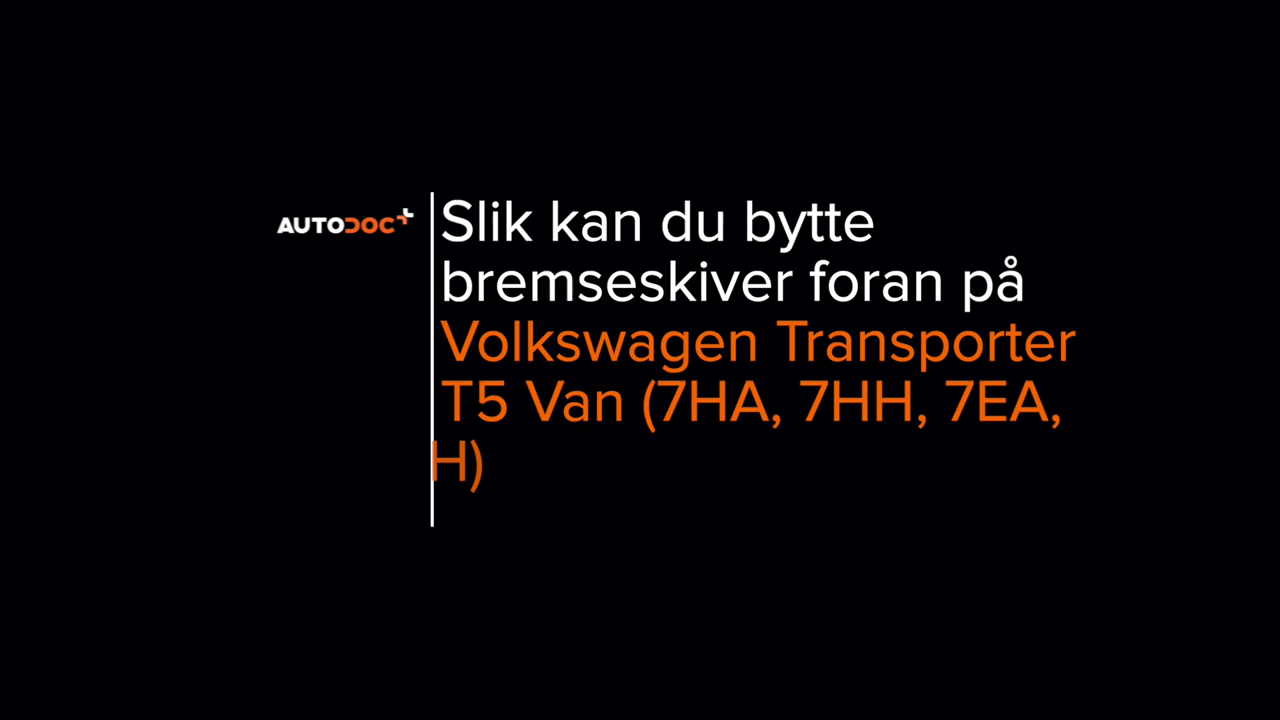 AUTODOC
Slik kan du bytte
bremseskiver foran på
Volkswagen Transporter
T5 Van (7HA, 7HH, 7EA,
H)